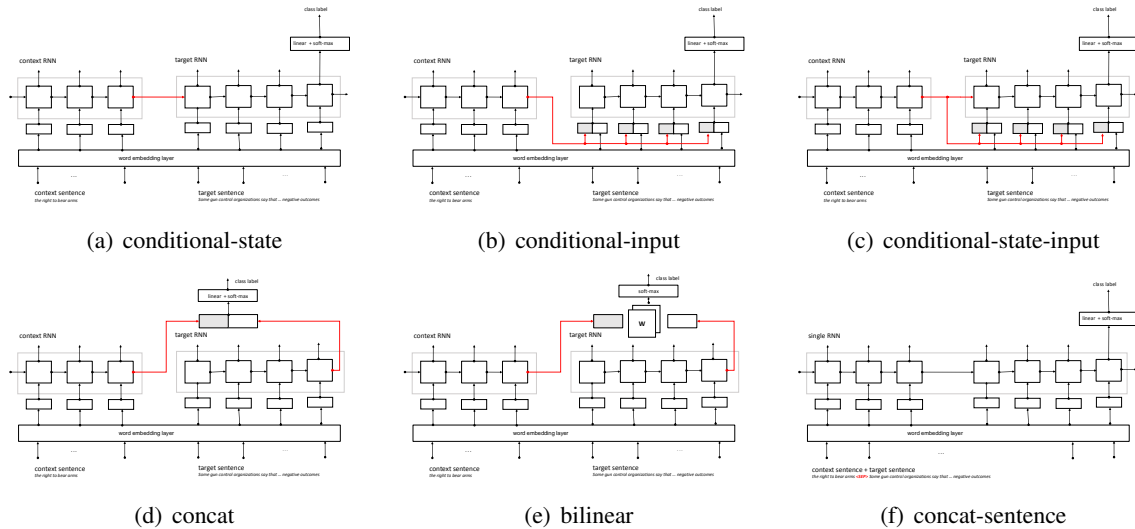 class label
linear + soft-max
context RNN
target RNN
word embedding layer
...
...
context sentence
the right to bear arms
target sentence
Some gun control organizations say that ... negative outcomes
(a) conditional-state
class label
linear + soft-max
context RNN
target RNN
word embedding layer
...
...
context sentence
the right to bear arms
target sentence
Some gun control organizations say that ... negative outcomes
(b) conditional-input
class label
linear + soft-max
context RNN
target RNN
word embedding layer
...
...
context sentence
the right to bear arms
target sentence
Some gun control organizations say that ... negative outcomes
(c) conditional-state-input
class label
linear + soft-max
context RNN
target RNN
word embedding layer
...
...
context sentence
the right to bear arms
target sentence
Some gun control organizations say that ... negative outcomes
(d) concat
class label
soft-max
W
context RNN
target RNN
word embedding layer
...
...
context sentence
the right to bear arms
target sentence
Some gun control organizations say that ... negative outcomes
(e) bilinear
class label
linear + soft-max
single RNN
word embedding layer
...
context sentence + target sentence
the right to bear arms <SEP> Some gun control organizations say that ... negative outcomes
(f) concat-sentence